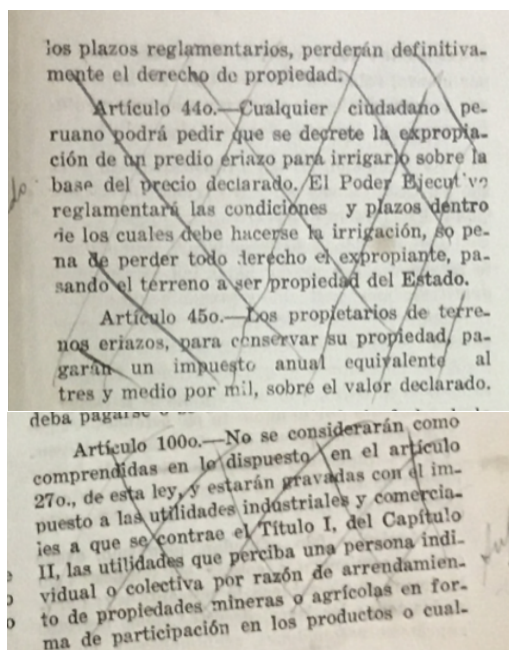 los plazos reglamentarios, perderán definitiva-
mente el derecho de propiedad.
Artículo 44o.—Cualquier ciudadano pe-
ruano podrá pedir que se decrete la expropia-
ción de un predio eriazo para irrigarlo sobre la
base del precio declarado. El Poder Ejecutivo
reglamentará las condiciones y plazos dentro
de los cuales debe hacerse la irrigación, so pe-
na de perder todo derecho el expropiante, pa-
sando el terreno a ser propiedad del Estado.
Artículo 45o.—Los propietarios de terre-
nos eriazos, para conservar su propiedad, pa-
garán un impuesto anual equivalente al
tres y medio por mil, sobre el valor declarado.
deba pagarse
Artículo 100o.—No se considerarán como
comprendidas en lo dispuesto en el artículo
27o., de esta ley, y estarán gravadas con el im-
puesto a las utilidades industriales y comercia-
les a que se contrae el Título I, del Capítulo
II, las utilidades que perciba una persona indi-
vidual o colectiva por razón de arrendamien-
to de propiedades mineras o agrícolas en for-
ma de participación en los productos o cual-